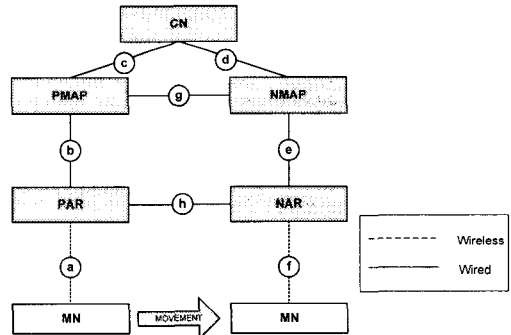 CN
c
d
PMAP
g
NMAP
b
e
PAR
h
NAR
a
f
Wireless
Wired
MN
MOVEMENT
MN